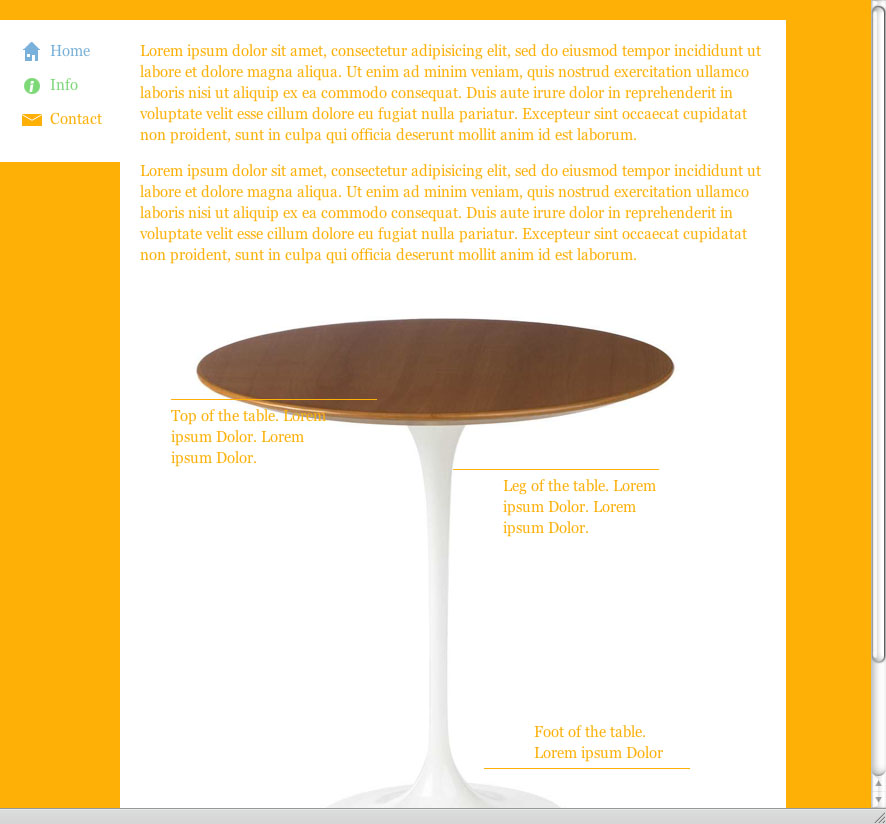 Home
Info
Contact
Lorem ipsum dolor sit amet, consectetur adipisicing elit, sed do eiusmod tempor incididunt ut
labore et dolore magna aliqua. Ut enim ad minim veniam, quis nostrud exercitation ullamco
laboris nisi ut aliquip ex ea commodo consequat. Duis aute irure dolor in reprehenderit in
voluptate velit esse cillum dolore eu fugiat nulla pariatur. Excepteur sint occaecat cupidatat
non proident, sunt in culpa qui officia deserunt mollit anim id est laborum.
Lorem ipsum dolor sit amet, consectetur adipisicing elit, sed do eiusmod tempor incididunt ut
labore et dolore magna aliqua. Ut enim ad minim veniam, quis nostrud exercitation ullamco
laboris nisi ut aliquip ex ea commodo consequat. Duis aute irure dolor in reprehenderit in
voluptate velit esse cillum dolore eu fugiat nulla pariatur. Excepteur sint occaecat cupidatat
non proident, sunt in culpa qui officia deserunt mollit anim id est laborum.
Top of the table. Lorem
ipsum Dolor. Lorem
ipsum Dolor.
Leg of the table. Lorem
ipsum Dolor. Lorem
ipsum Dolor.
Foot of the table.
Lorem ipsum Dolor